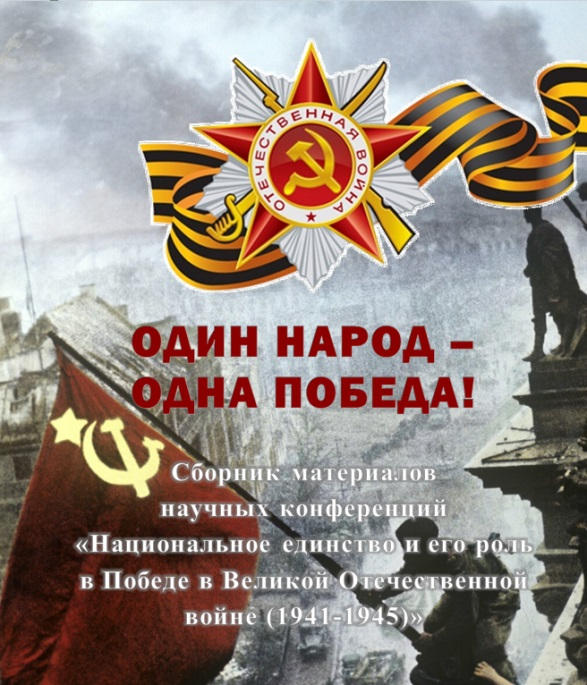 ОТЕЧЕСТВЕННАЯ ВОЙНА
ОДИН НАРОД –
ОДНА ПОБЕДА!
Сборник материалов
научных конференций
«Национальное единство и его роль
в Победе в Великой Отечественной
войне (1941-1945)»